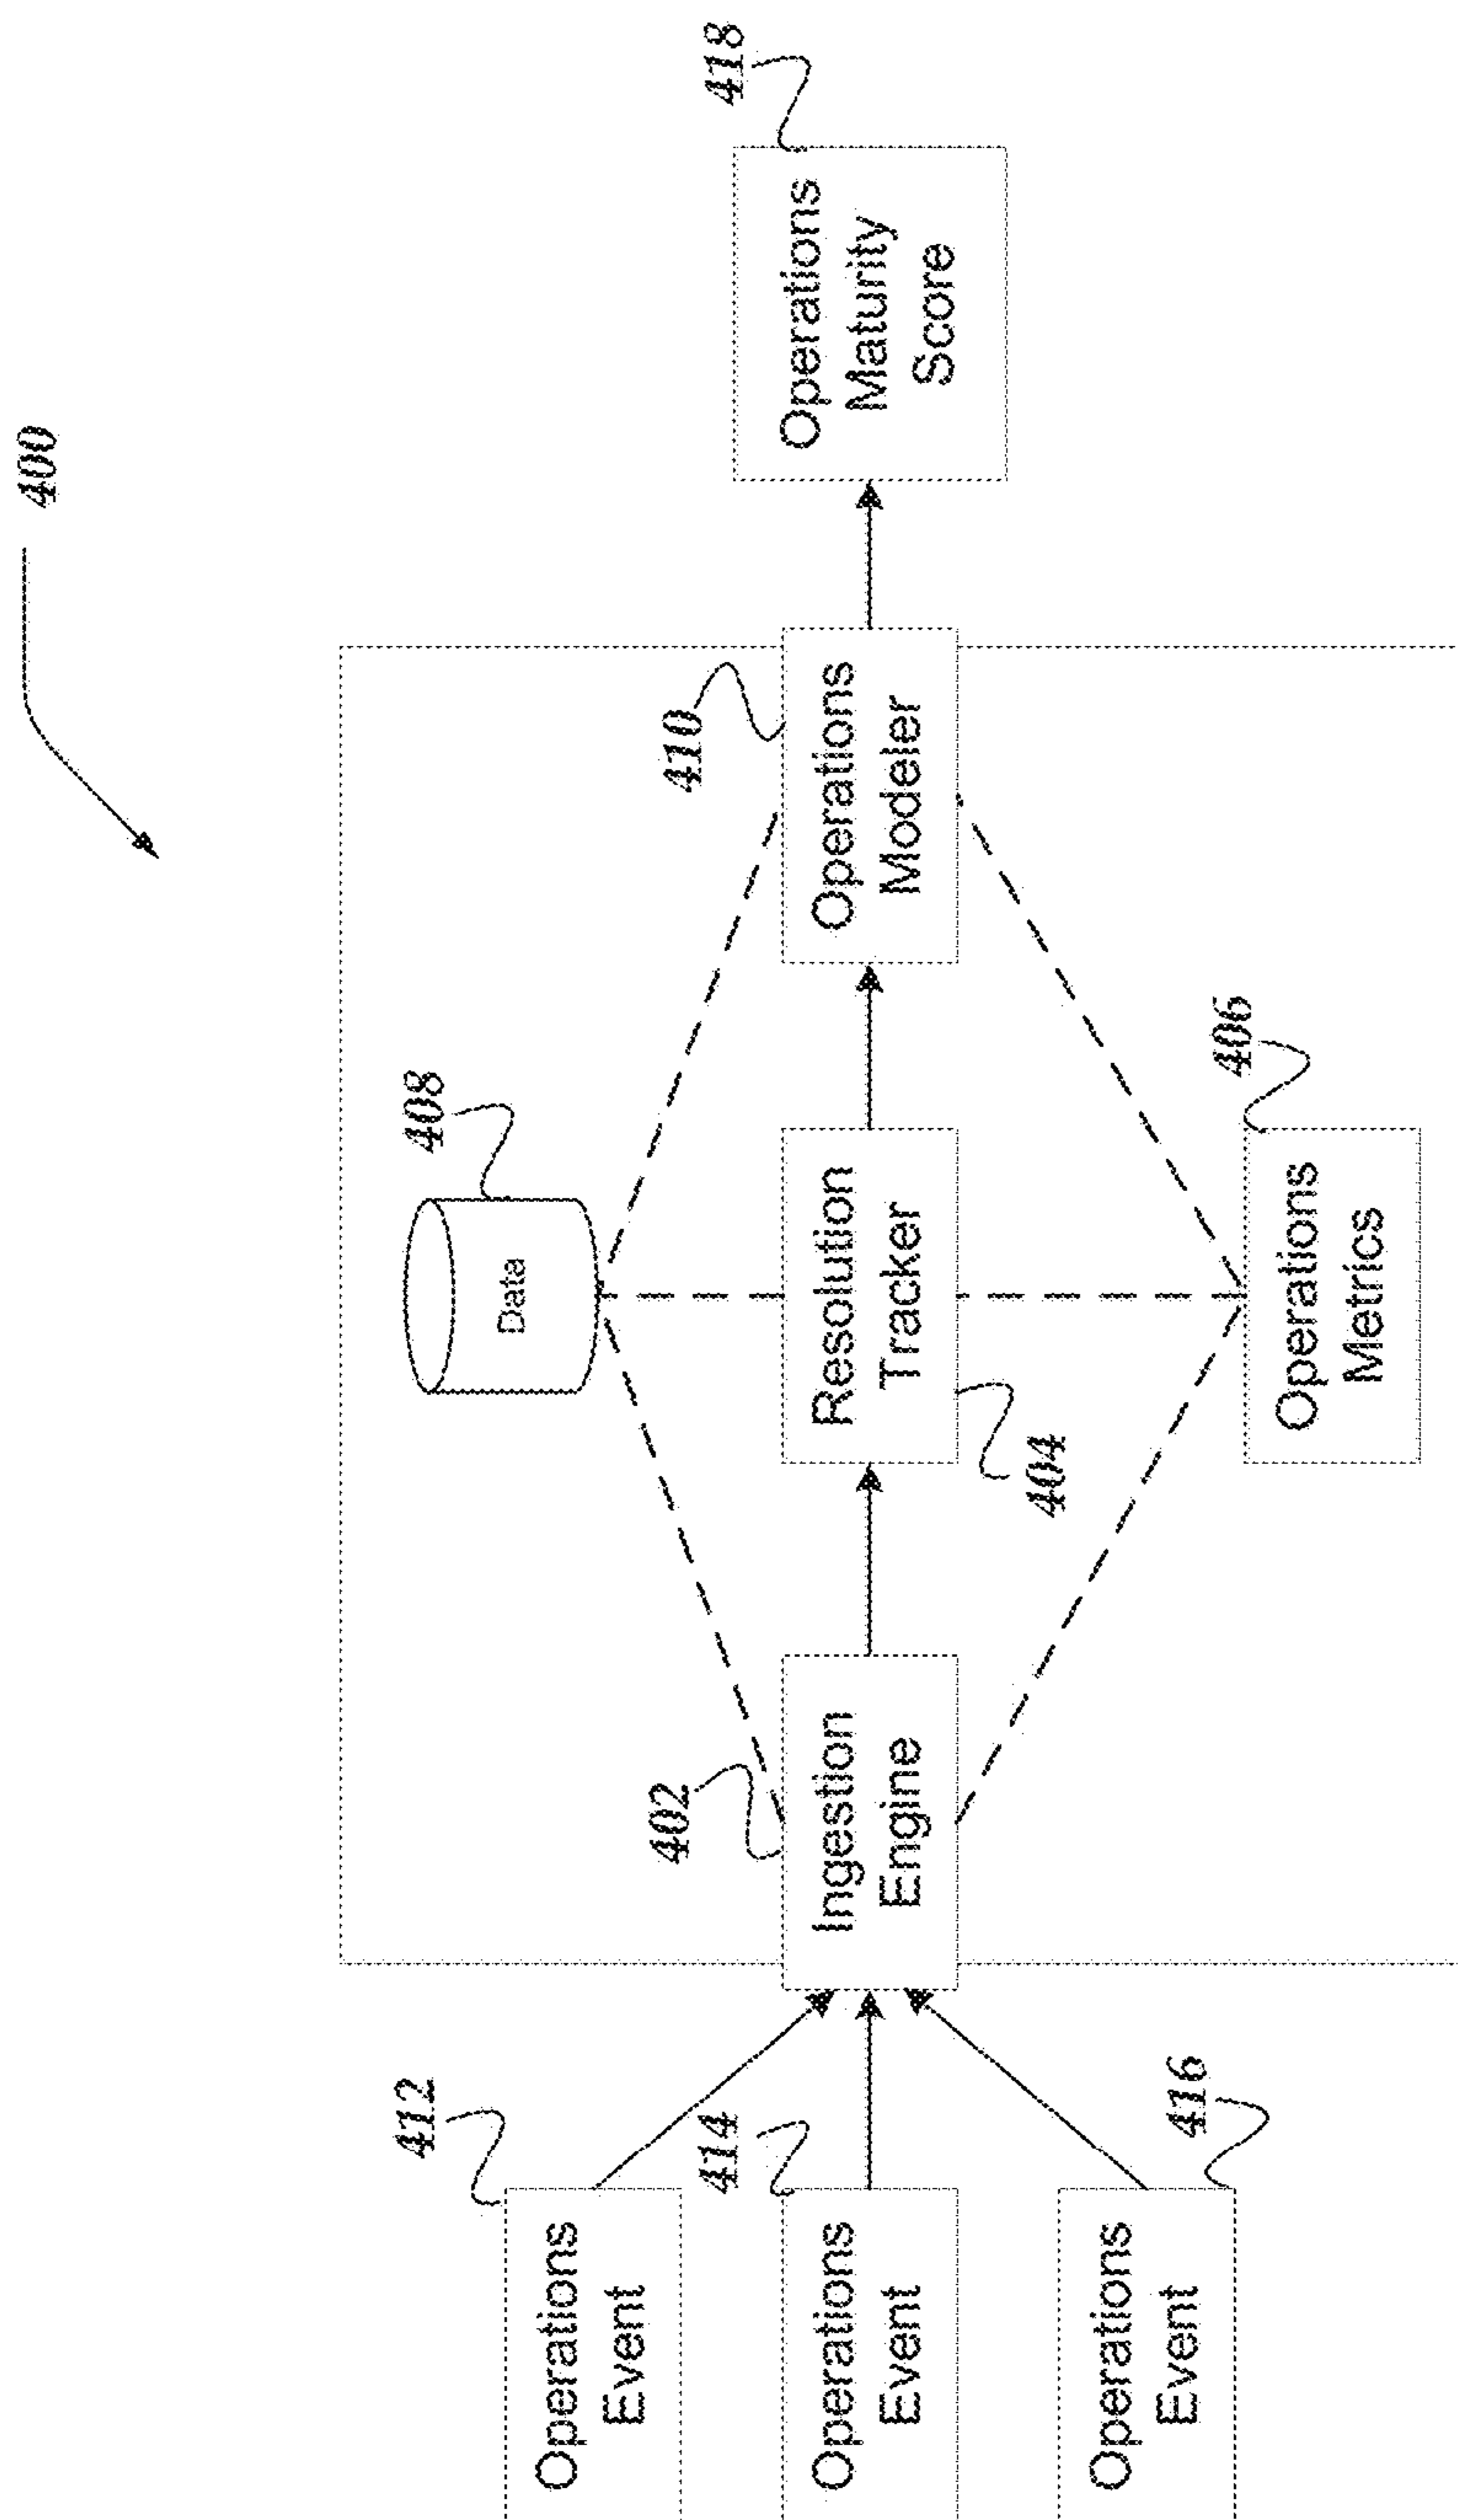 400
408
Data
412
Operations
Event
414
Operations
Event
416
Operations
Event
402
Ingestion
Engine
404
Resolution
Tracker
410
Operations
Modeler
406
Operations
Metrics
418
Operations
Maturity
Score